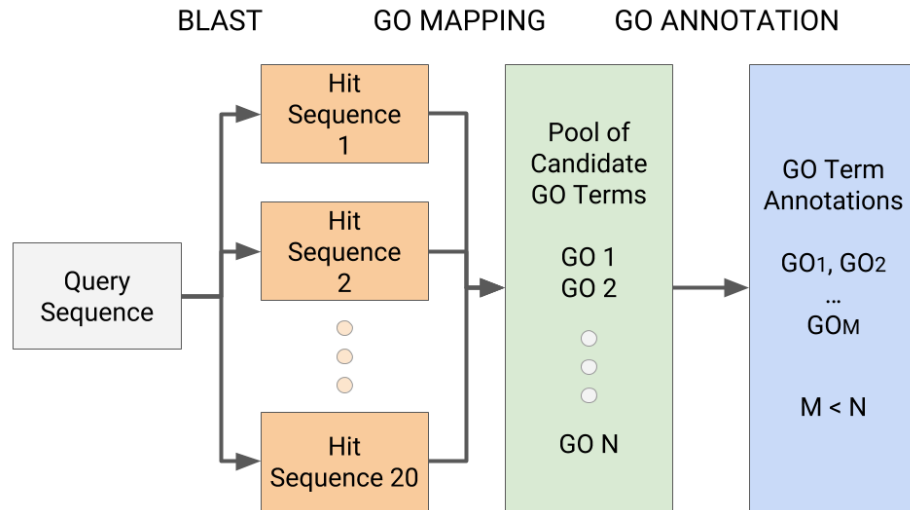 BLAST
GO MAPPING
GO ANNOTATION
Query
Sequence
Hit
Sequence
1
Hit
Sequence
2
Hit
Sequence 20
Pool of
Candidate
GO Terms
GO 1
GO 2
GO N
GO Term
Annotations
GO1, GO2
...
GOM
M < N